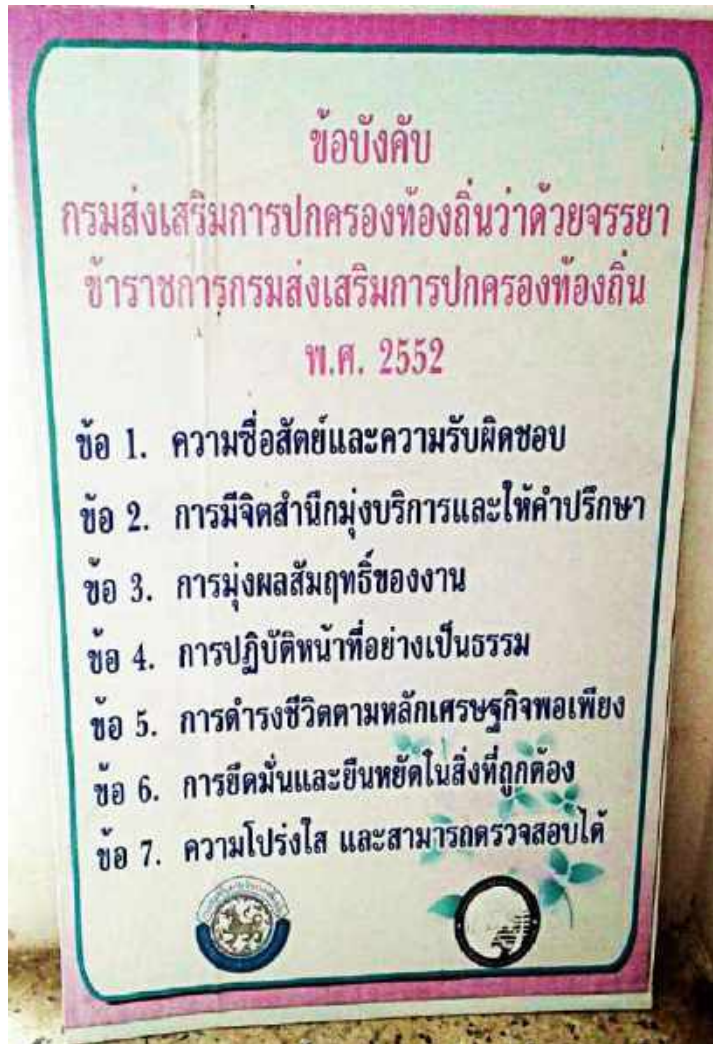 ข้อบังคับ
กรมส่งเสริมการปกครองท้องถิ่นว่าด้วยจรรยา
ข้าราชการกรมส่งเสริมการปกครองท้องถิ่น
พ.ศ. 2552
ข้อ 1. ความซื่อสัตย์และความรับผิดชอบ
ข้อ 2. การมีจิตสำนึกมุ่งบริการและให้คำปรึกษา
ข้อ 3. การมุ่งผลสัมฤทธิ์ของงาน
ข้อ 4. การปฏิบัติหน้าที่อย่างเป็นธรรม
ข้อ 5. การดำรงชีวิตตามหลักเศรษฐกิจพอเพียง
ข้อ 6. การยึดมั่นและยืนหยัดในสิ่งที่ถูกต้อง
ข้อ 7. ความโปร่งใส และสามารถตรวจสอบได้